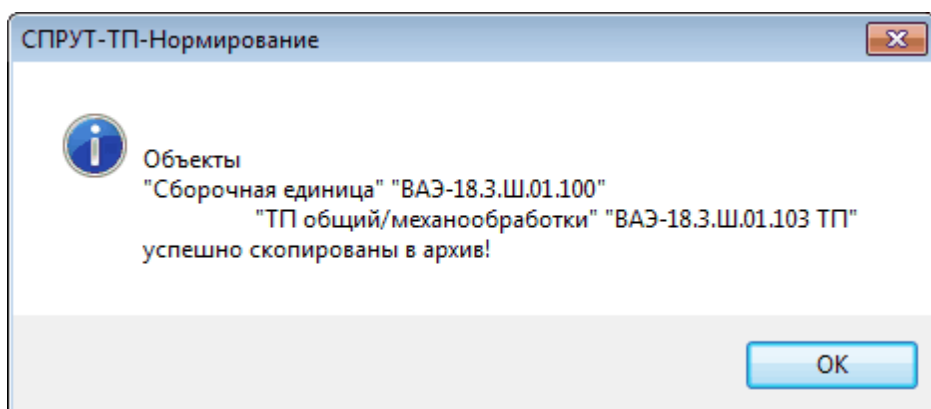 СПРУТ-ТП-Нормирование
Объекты
"Сборочная единица" "ВАЭ-18.3.Ш.01.100"
"ТП общий/механообработки" "ВАЭ-18.3.Ш.01.103 ТП"
успешно скопированы в архив!
ОК